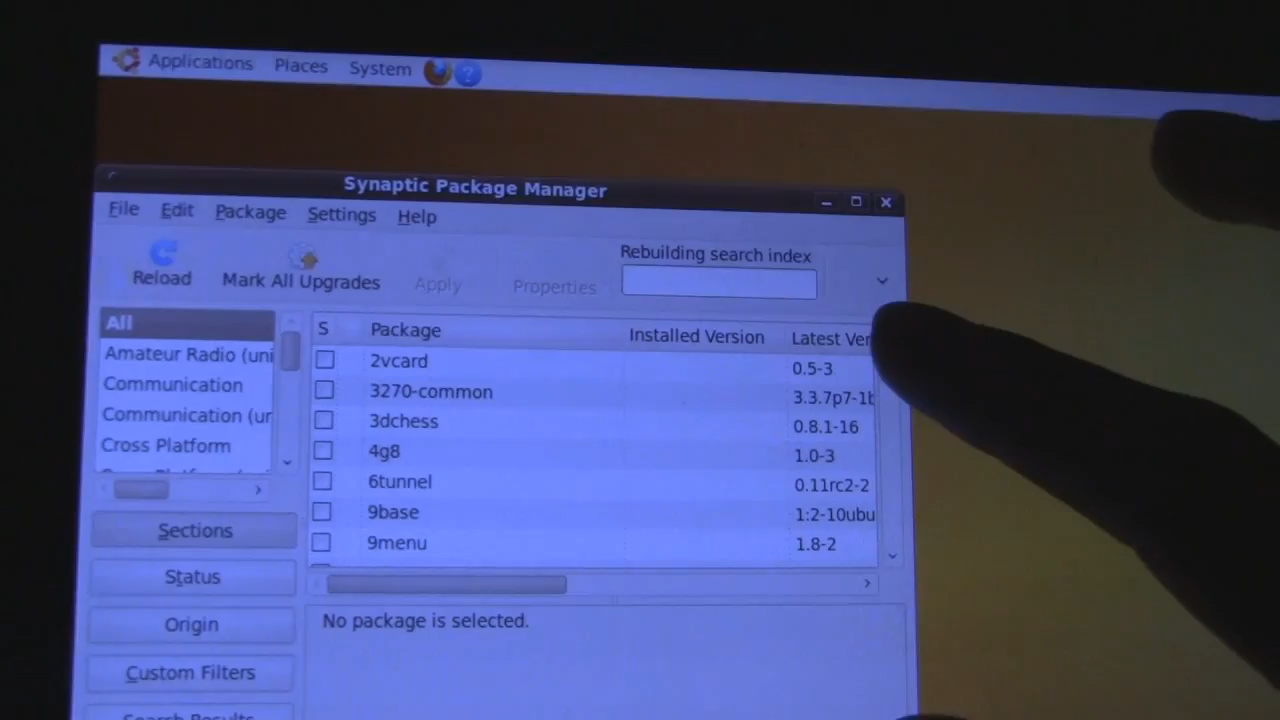 Applications Places System
Synaptic Package Manager
File Edit Package Settings Help
Rebuilding search index
Reload Mark All Upgrades Apply Properties
All
Amateur Radio (uni
Communication
Communication (ur
Cross Platform
S Package Installed Version Latest Ver
2vcard 0.5-3
3270-common 3.3.7p7-1b
3dchess 0.8.1-16
4g8 1.0-3
6tunnel 0.11rc2-2
9base 1:2-10ubu
9menu 1.8-2
Sections
Status
Origin
Custom Filters
Search Results
No package is selected.